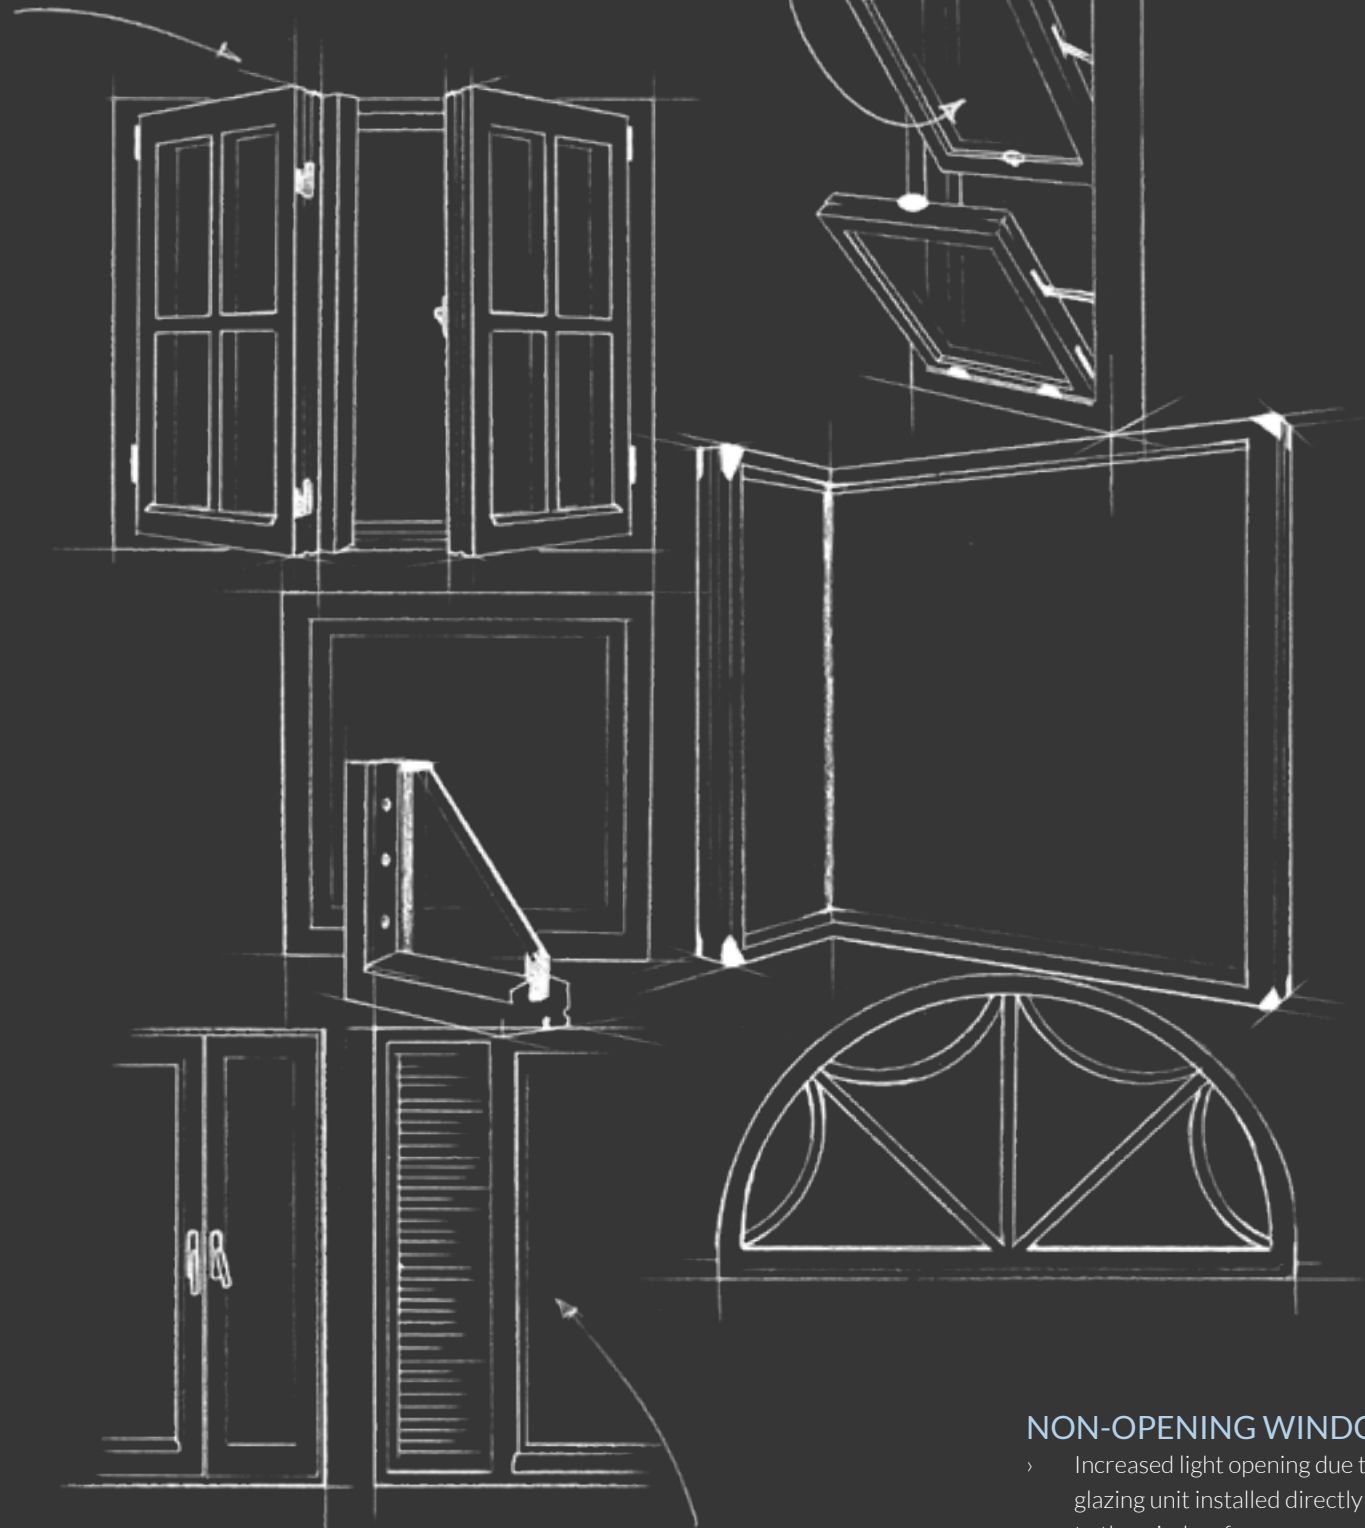 NON-OPENING WINDO
› Increased light opening due t
glazing unit installed directly